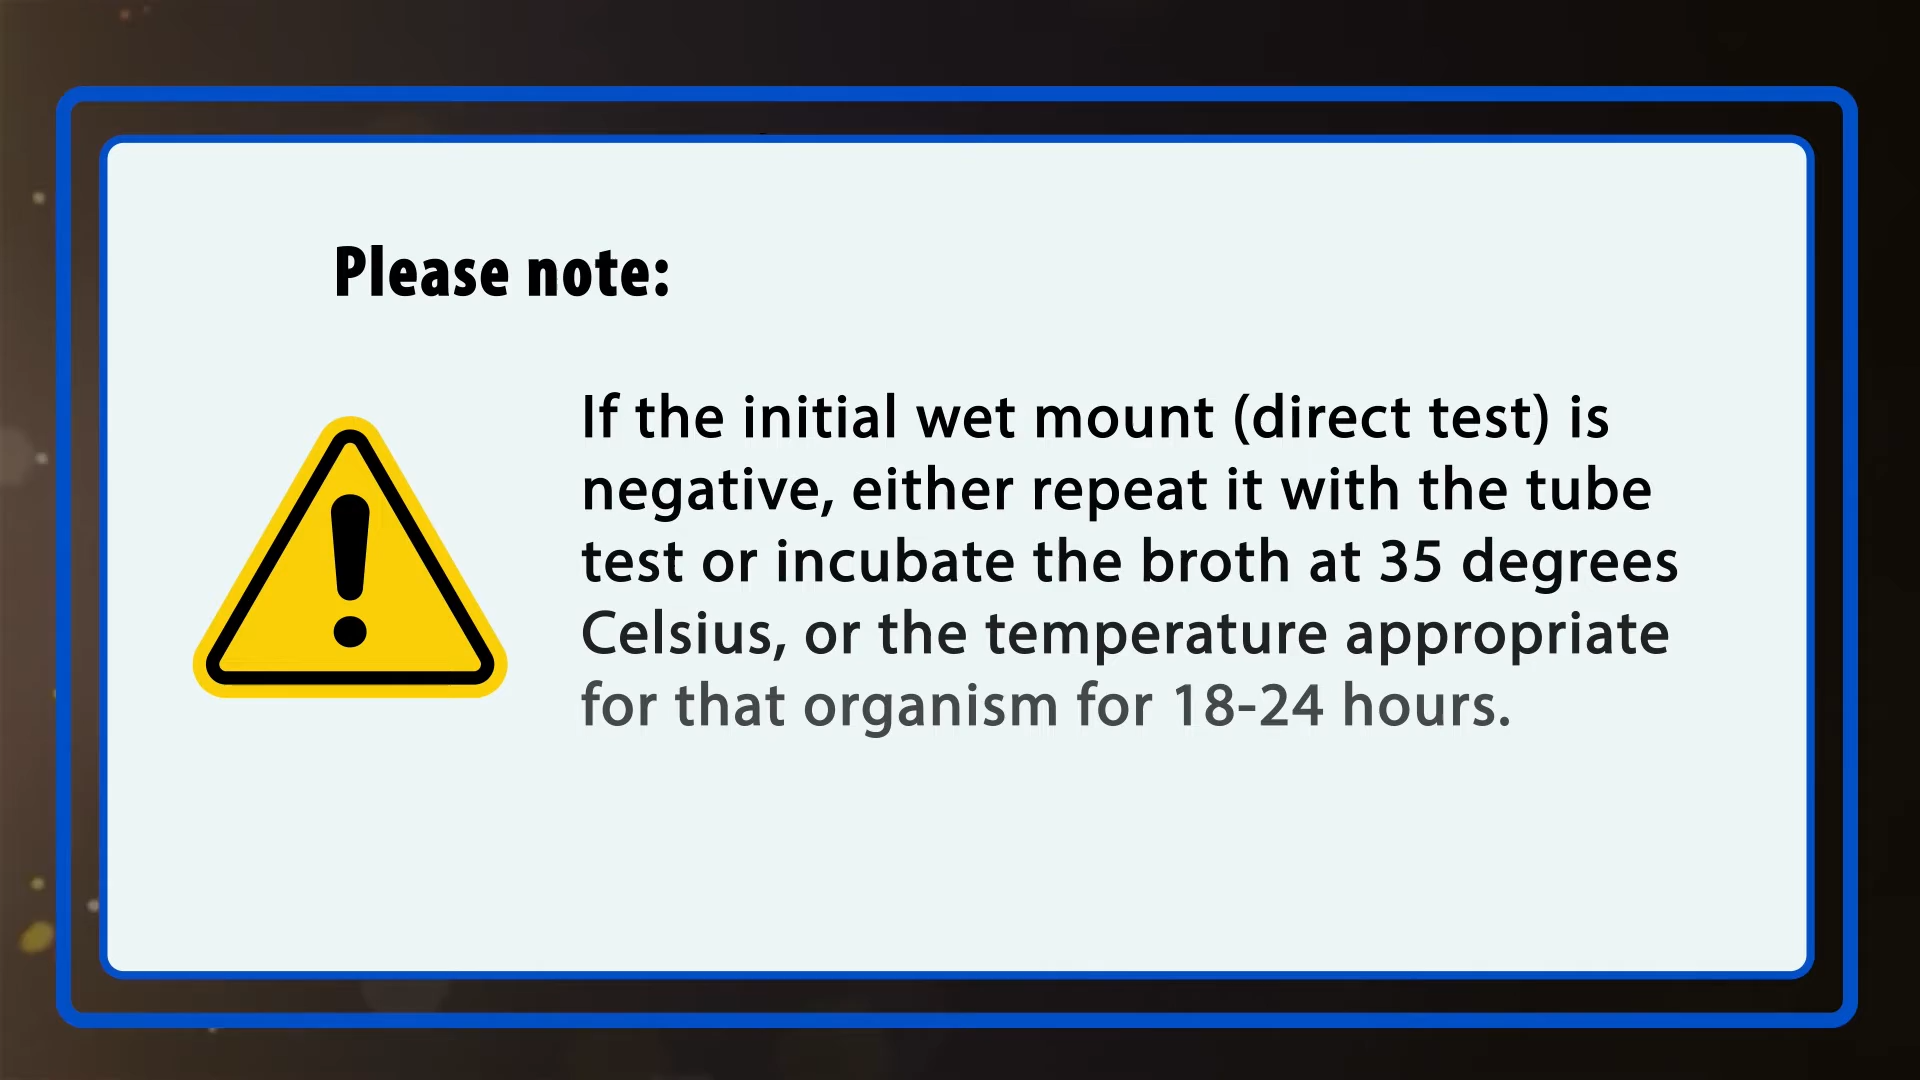 Please note:
If the initial wet mount (direct test) is
negative, either repeat it with the tube
test or incubate the broth at 35 degrees
Celsius, or the temperature appropriate
for that organism for 18-24 hours.